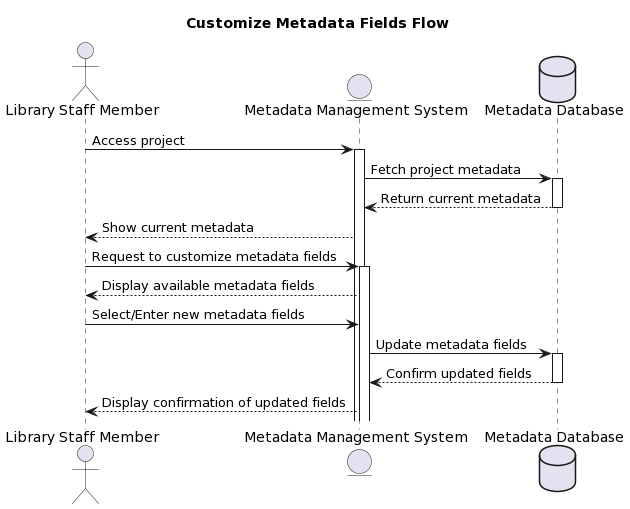 Customize Metadata Fields Flow
Library Staff Member Metadata Management System Metadata Database
Access project
Fetch project metadata
Return current metadata
Show current metadata
Request to customize metadata fields
Display available metadata fields
Select/Enter new metadata fields
Update metadata fields
Confirm updated fields
Display confirmation of updated fields
Library Staff Member Metadata Management System Metadata Database